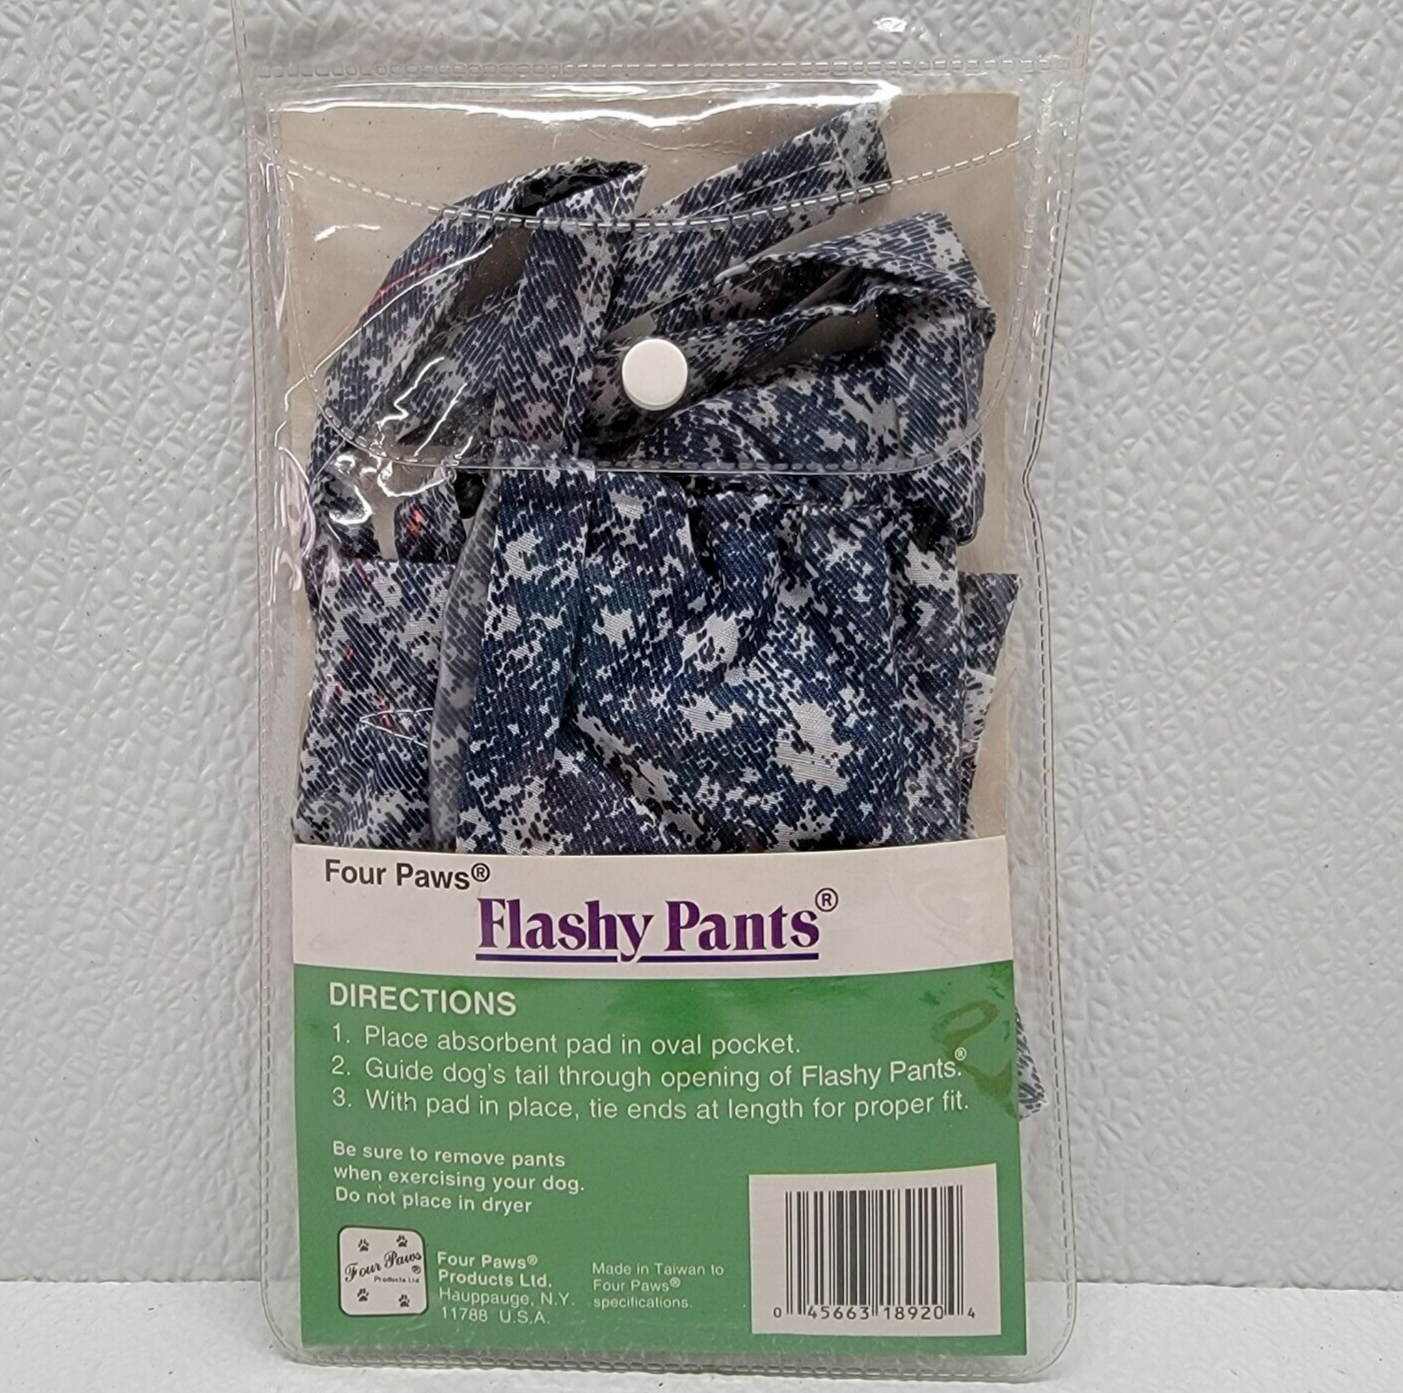 Four Paws®
Flashy Pants®
DIRECTIONS
1. Place absorbent pad in oval pocket.
2. Guide dog's tail through opening of Flashy Pants.®
3. With pad in place, tie ends at length for proper fit.
Be sure to remove pants
when exercising your dog.
Do not place in dryer
Four Paws
®
Products Ltd
Four Paws®
Products Ltd.
Hauppauge, N.Y.
11788 U.S.A.
Made in Taiwan to
Four Paws®
specifications.
0 45663 18920 4